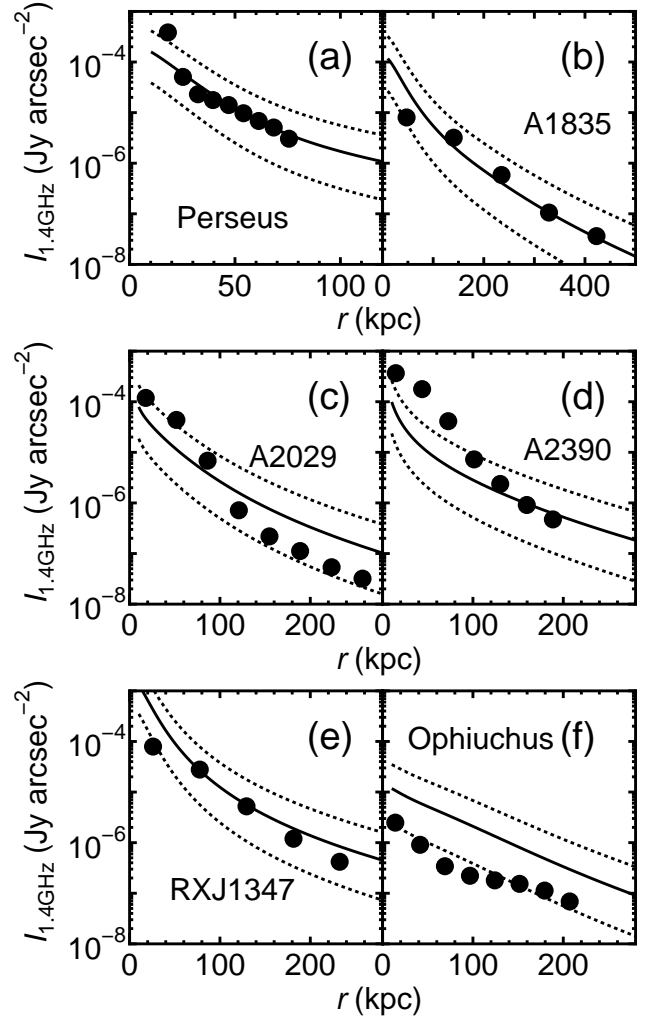 (a) (b)
10⁻⁴
10⁻⁶
10⁻⁸
I₁.₄GHz (Jy arcsec⁻²)
Perseus
A1835
0 50 100 0 200 400
r (kpc) r (kpc)
(c) (d)
10⁻⁴
10⁻⁶
10⁻⁸
I₁.₄GHz (Jy arcsec⁻²)
A2029
A2390
0 100 200 0 100 200
r (kpc) r (kpc)
(e) Ophiuchus (f)
10⁻⁴
10⁻⁶
10⁻⁸
I₁.₄GHz (Jy arcsec⁻²)
RXJ1347
0 100 200 0 100 200
r (kpc) r (kpc)